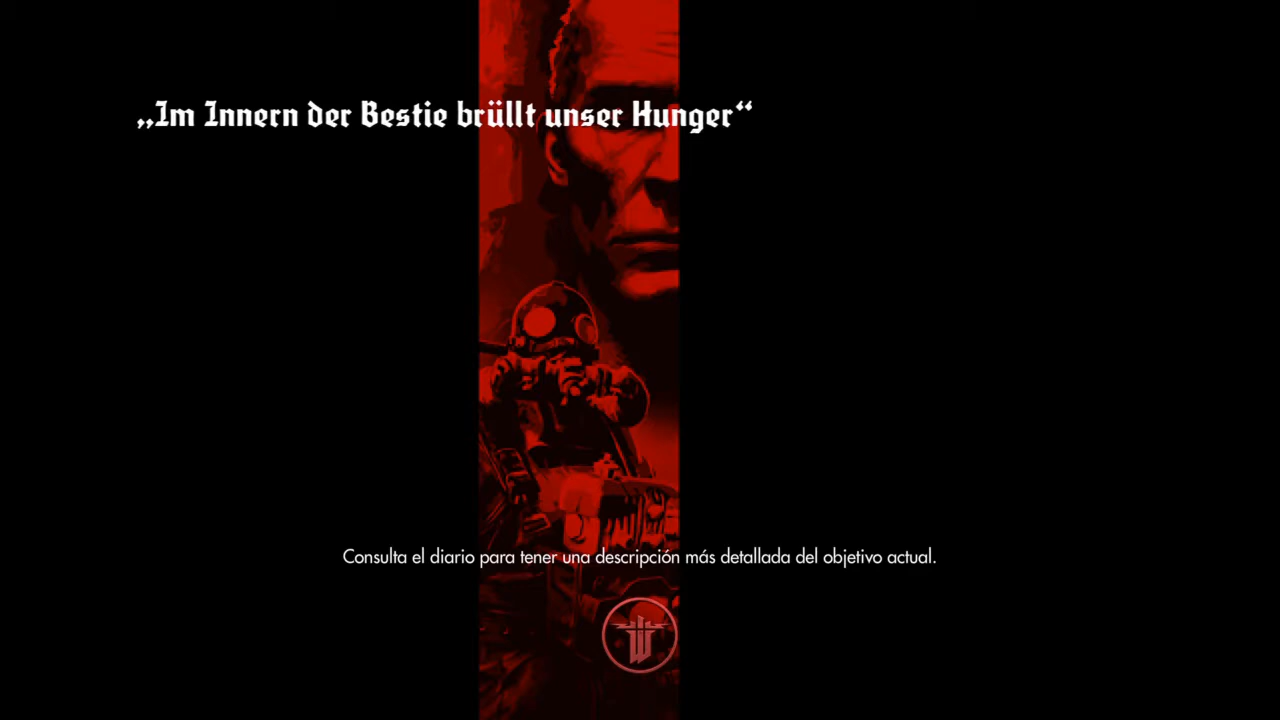 „Im Innern der Bestie brüllt unser Hunger“
Consulta el diario para tener una descripción más detallada del objetivo actual.